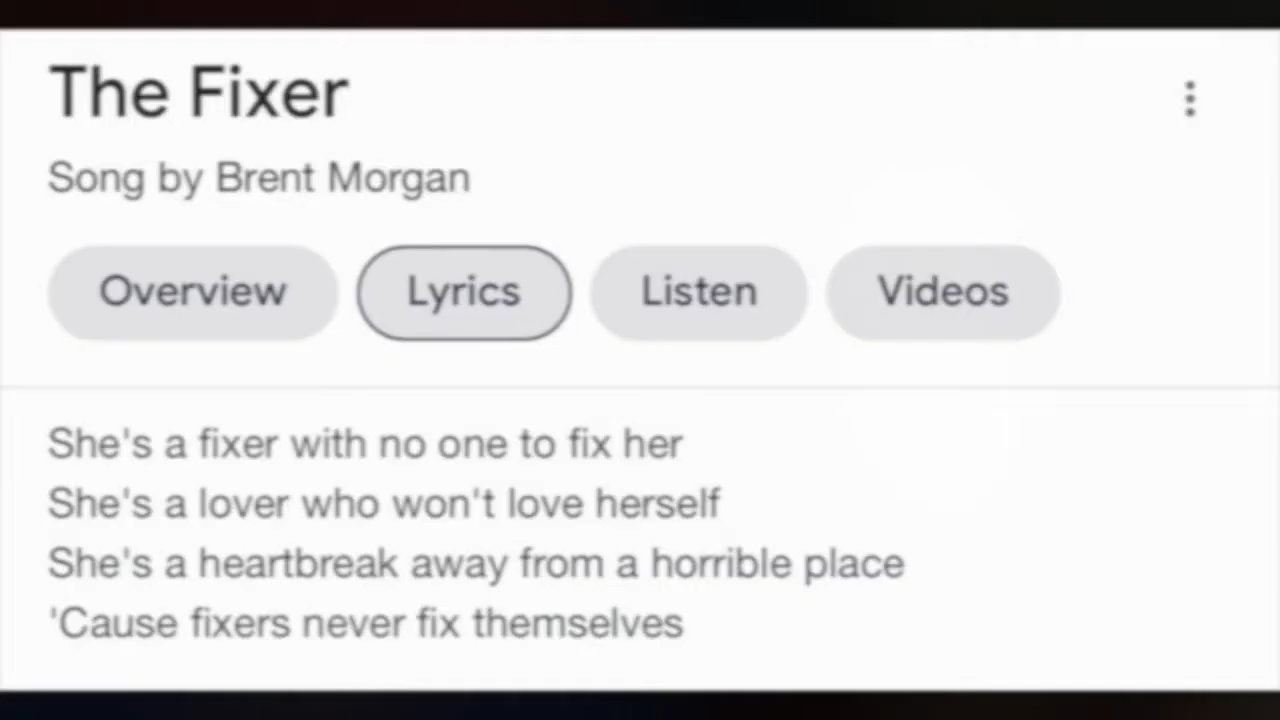 The Fixer
Song by Brent Morgan
Overview Lyrics Listen Videos
She's a fixer with no one to fix her
She's a lover who won't love herself
She's a heartbreak away from a horrible place
'Cause fixers never fix themselves